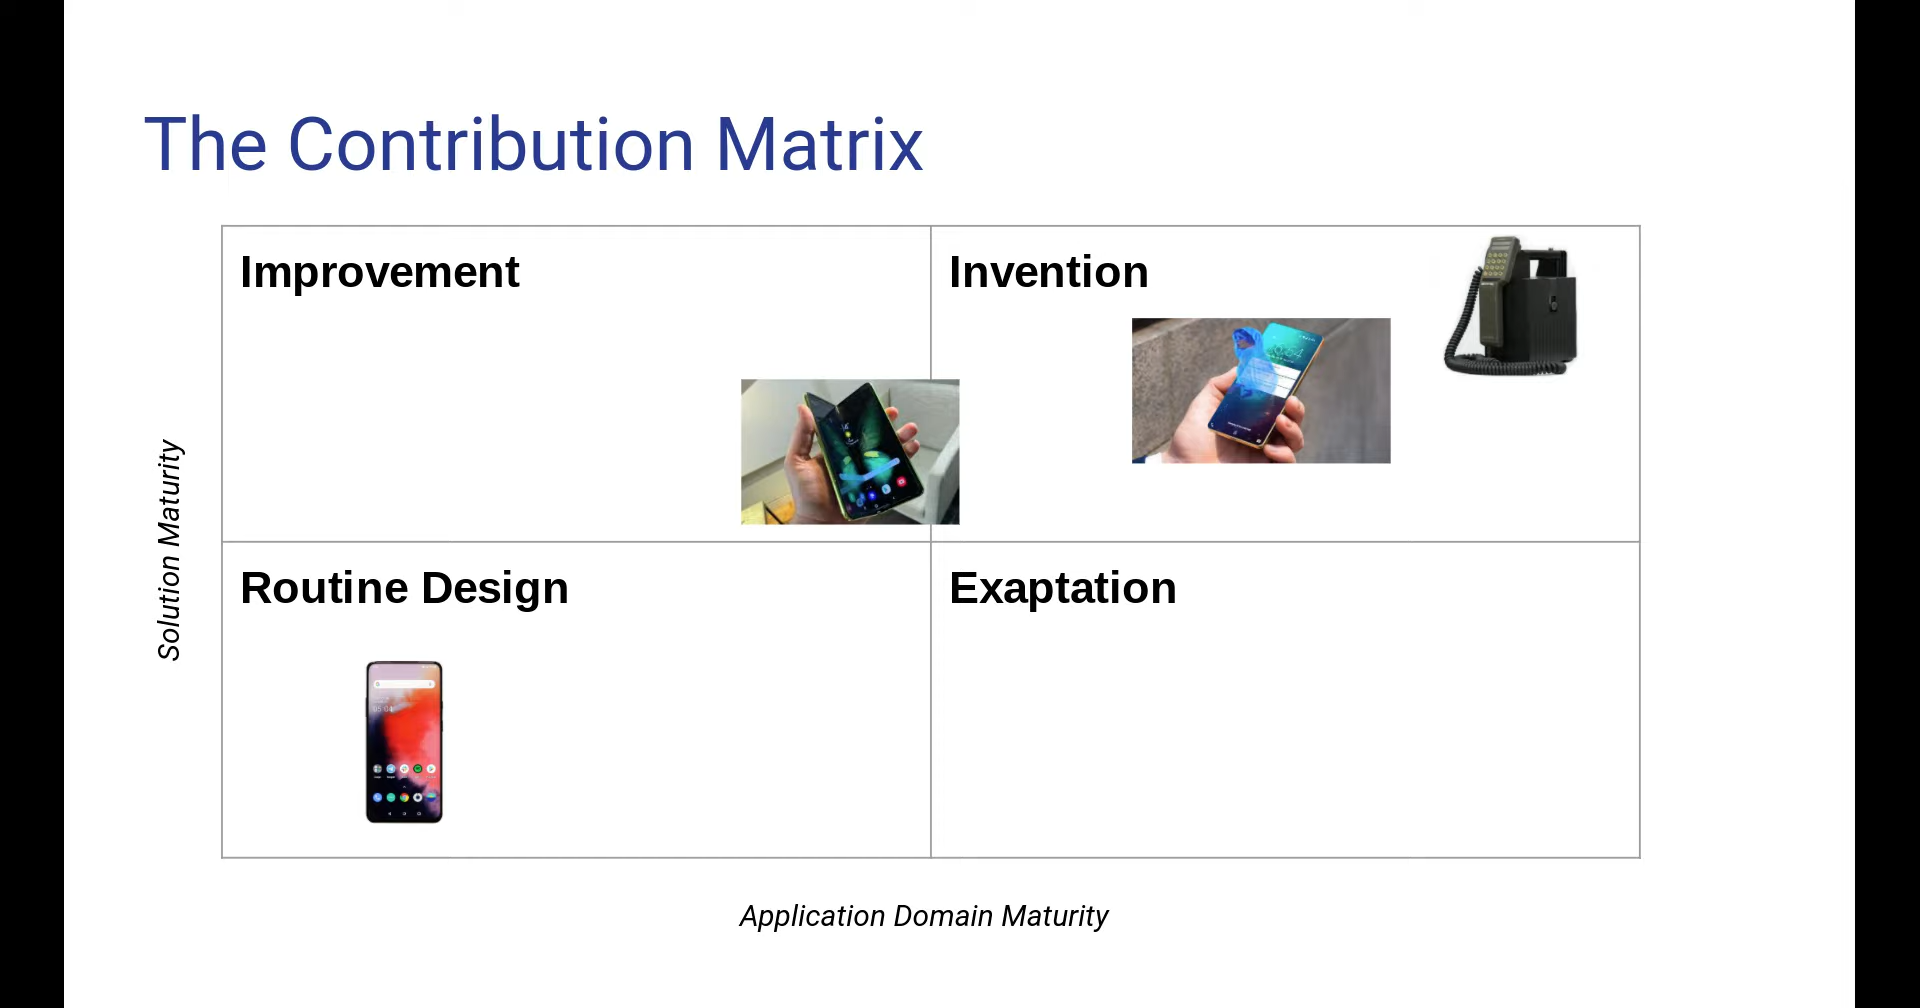 The Contribution Matrix
Improvement
Invention
Solution Maturity
Routine Design
Exaptation
Application Domain Maturity